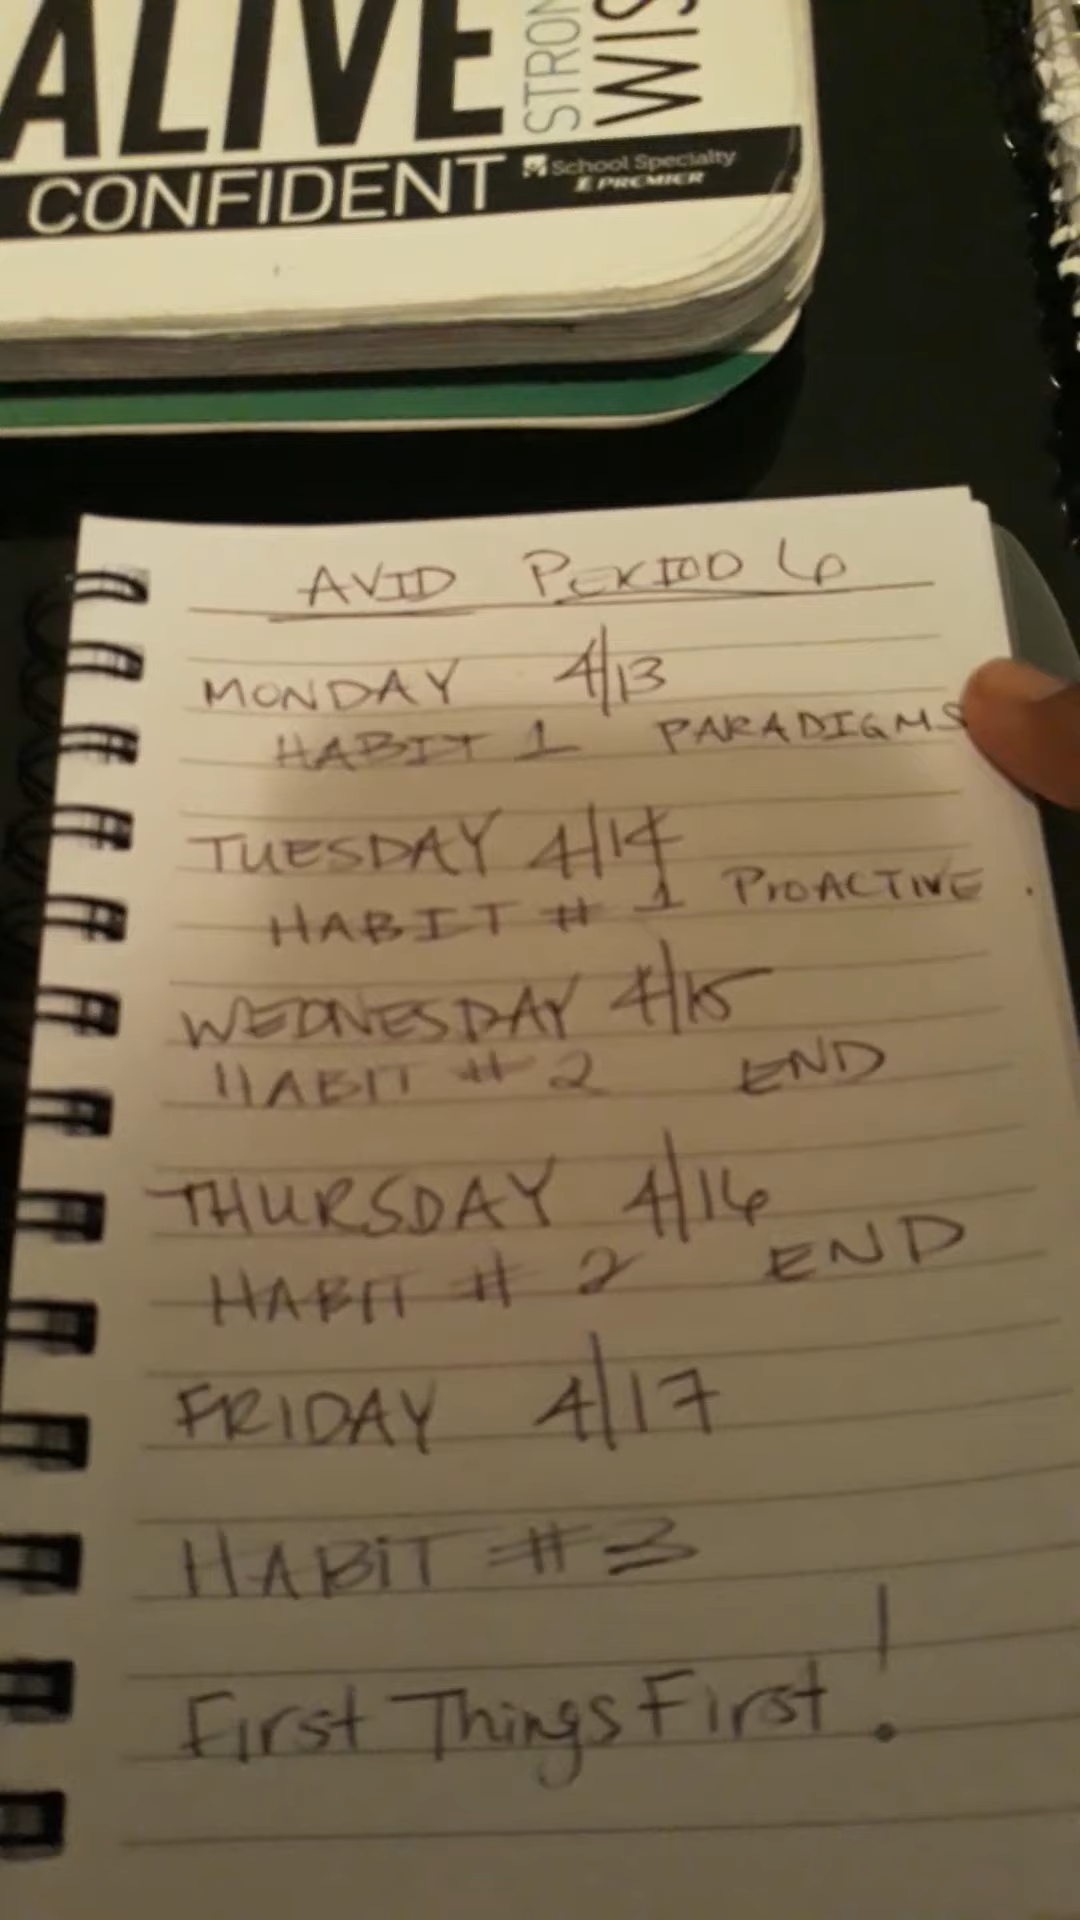 ALIVE
STRON
WIS
CONFIDENT
School Specialty
PREMIER
AVID PERIOD 6
MONDAY 4/13
HABIT 1 PARADIGMS
TUESDAY 4/14
HABIT # 1 PROACTIVE.
WEDNESDAY 4/15
HABIT # 2 END
THURSDAY 4/16
HABIT # 2 END
FRIDAY 4/17
HABIT #3
First Things First!